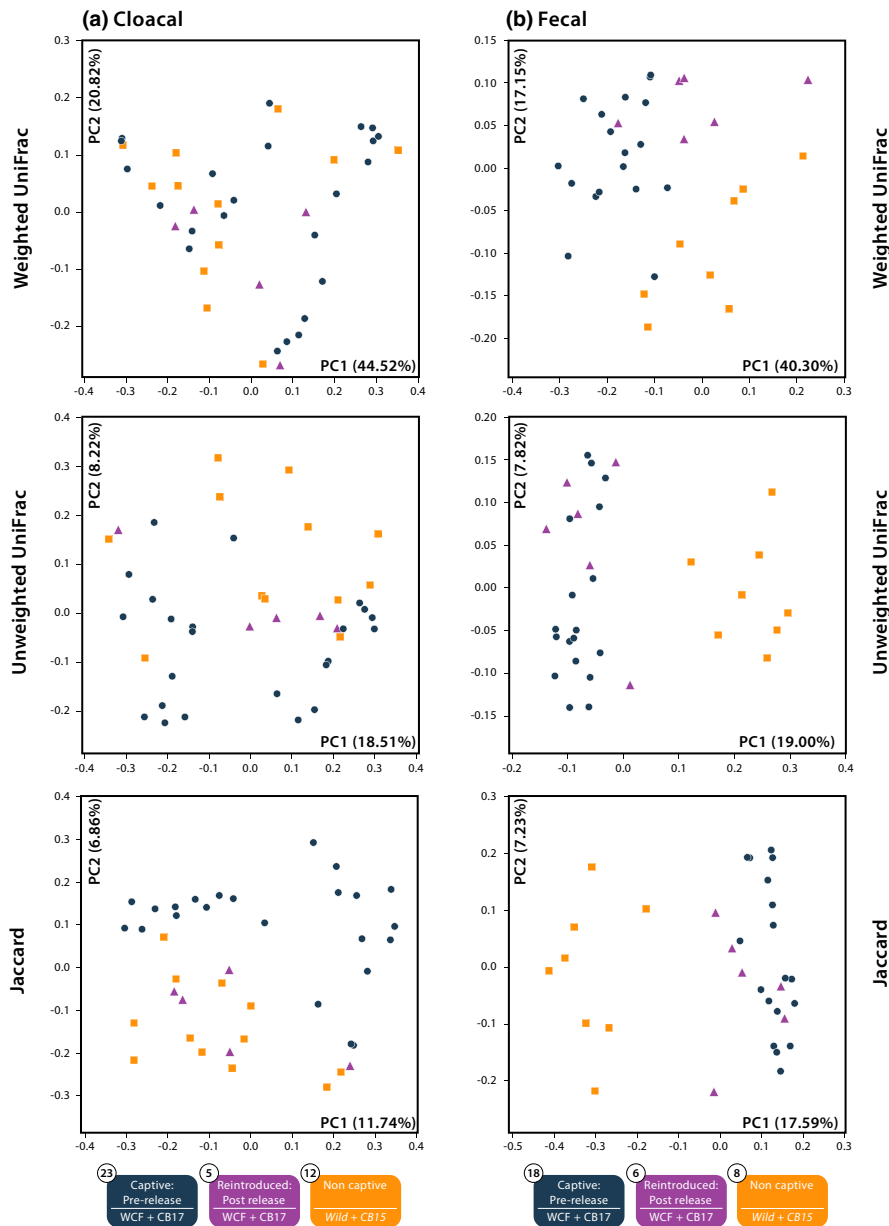 (a) Cloacal
(b) Fecal
Weighted UniFrac
PC2 (20.82%)
0.3
0.2
0.1
0.0
-0.1
-0.2
PC1 (44.52%)
-0.4 -0.3 -0.2 -0.1 0.0 0.1 0.2 0.3 0.4
PC2 (17.15%)
0.15
0.10
0.05
0.00
-0.05
-0.10
-0.15
-0.20
PC1 (40.30%)
-0.4 -0.3 -0.2 -0.1 0.0 0.1 0.2 0.3
Weighted UniFrac
Unweighted UniFrac
PC2 (8.22%)
0.4
0.3
0.2
0.1
0.0
-0.1
-0.2
PC1 (18.51%)
-0.4 -0.3 -0.2 -0.1 0.0 0.1 0.2 0.3 0.4
PC2 (7.82%)
0.20
0.15
0.10
0.05
0.00
-0.05
-0.10
-0.15
PC1 (19.00%)
-0.2 -0.1 0.0 0.1 0.2 0.3 0.4
Unweighted UniFrac
Jaccard
PC2 (6.86%)
0.4
0.3
0.2
0.1
0.0
-0.1
-0.2
-0.3
PC1 (11.74%)
-0.4 -0.3 -0.2 -0.1 0.0 0.1 0.2 0.3 0.4
PC2 (7.23%)
0.3
0.2
0.1
0.0
-0.1
-0.2
PC1 (17.59%)
-0.5 -0.4 -0.3 -0.2 -0.1 0.0 0.1 0.2 0.3
Jaccard
23
Captive:
Pre-release
WCF + CB17
5
Reintroduced:
Post release
WCF + CB17
12
Non captive
Wild + CB15
18
Captive:
Pre-release
WCF + CB17
6
Reintroduced:
Post release
WCF + CB17
8
Non captive
Wild + CB15